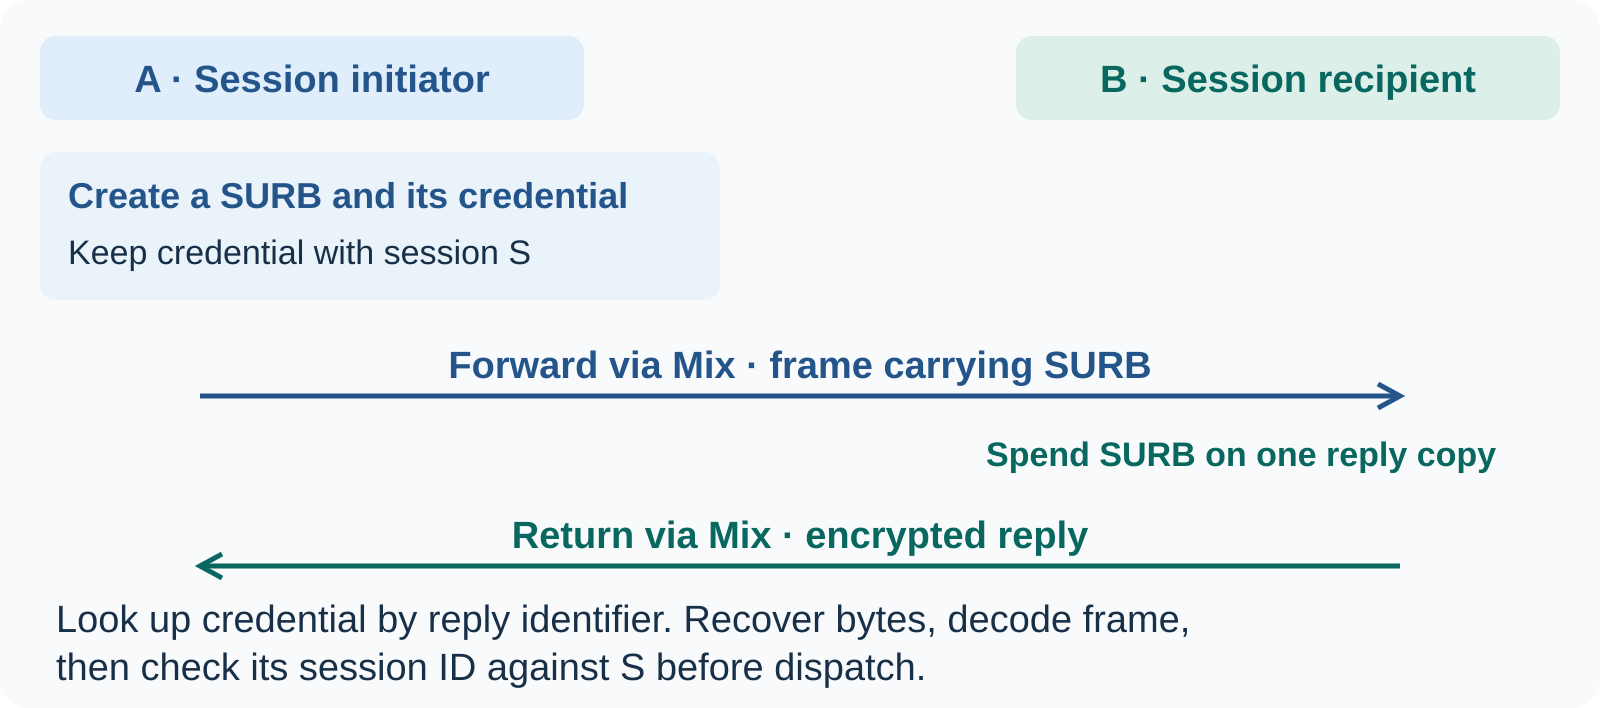 A · Session initiator
B · Session recipient
Create a SURB and its credential
Keep credential with session S
Forward via Mix · frame carrying SURB
Spend SURB on one reply copy
Return via Mix · encrypted reply
Look up credential by reply identifier. Recover bytes, decode frame,
then check its session ID against S before dispatch.